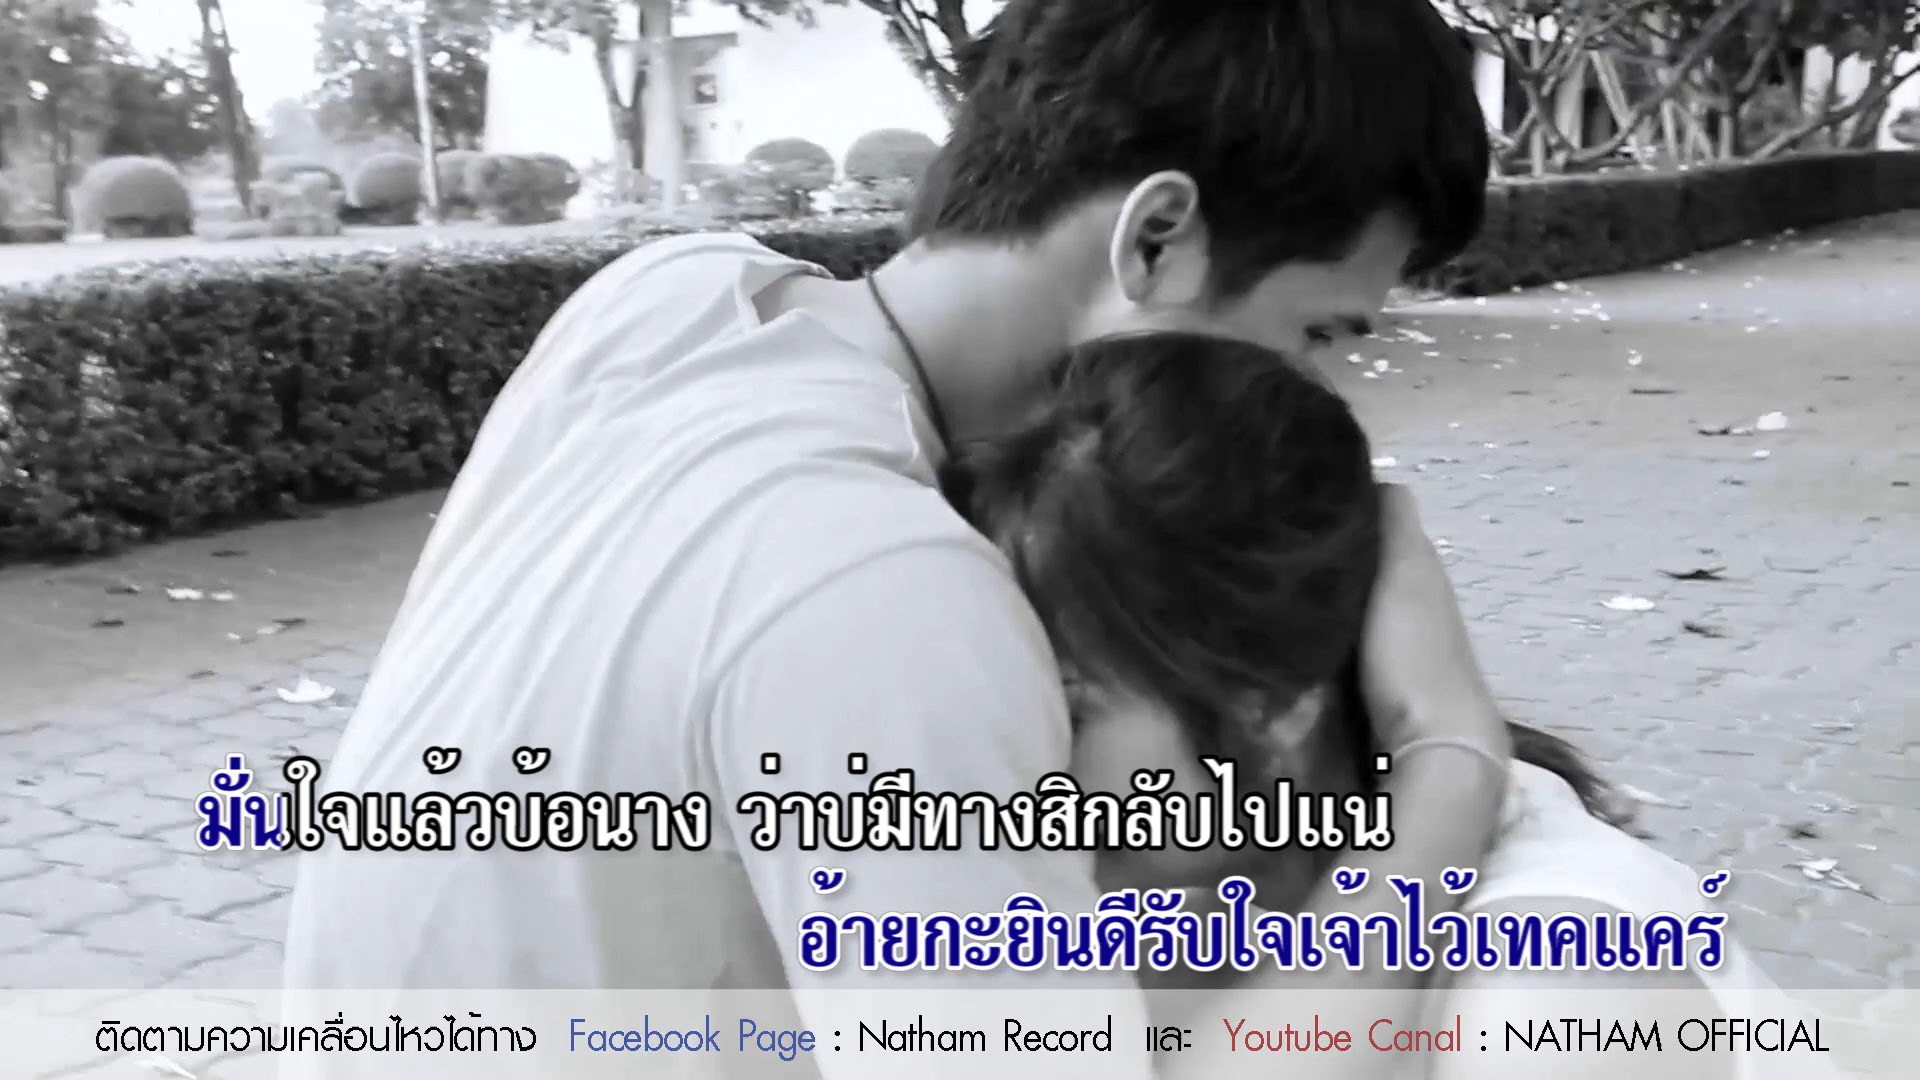 มั่นใจแล้วบ้อนาง ว่าบ่มีทางสิกลับไปแน่
อ้ายกะยินดีรับใจเจ้าไว้เทคแคร์
ติดตามความเคลื่อนไหวได้ทาง Facebook Page : Natham Record และ Youtube Canal : NATHAM OFFICIAL